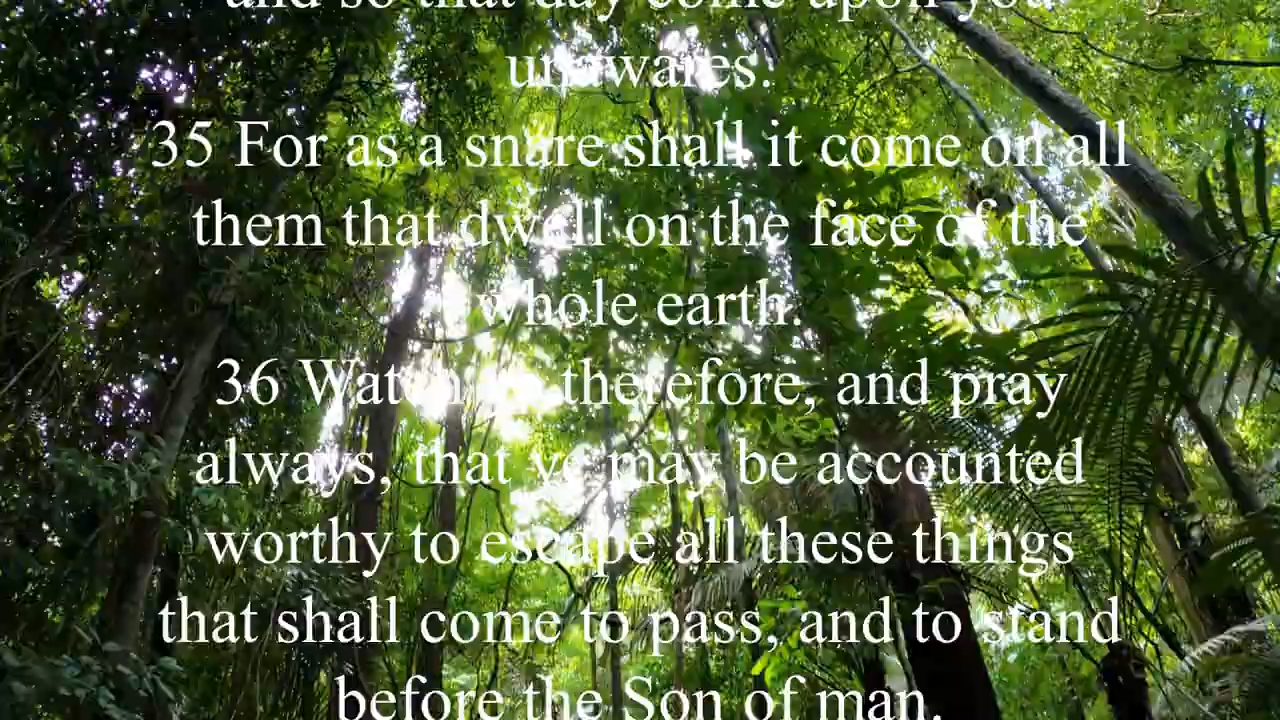 and so that day come upon you
unawares.
35 For as a snare shall it come on all
them that dwell on the face of the
whole earth.
36 Watch ye therefore, and pray
always, that ye may be accounted
worthy to escape all these things
that shall come to pass, and to stand
before the Son of man.